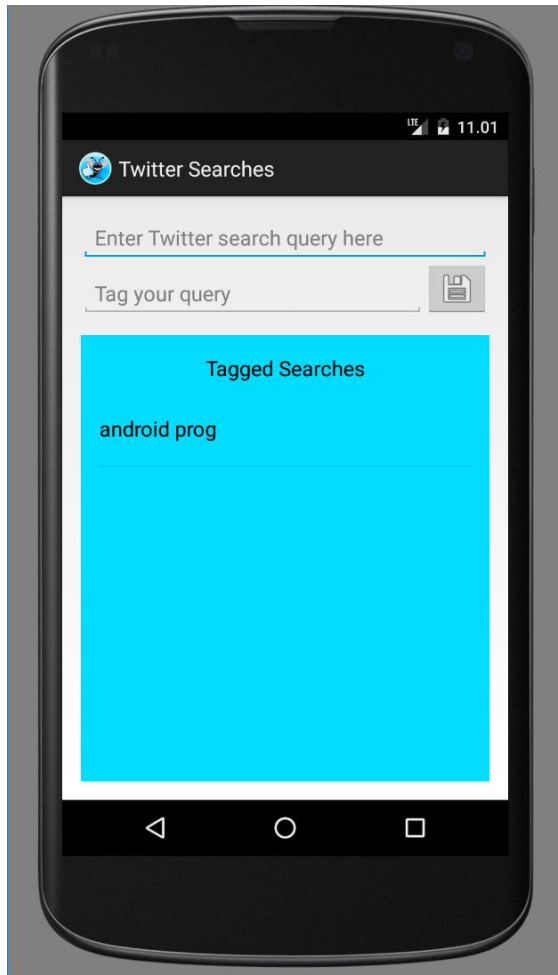 LTE 11.01
Twitter Searches
Enter Twitter search query here
Tag your query
Tagged Searches
android prog